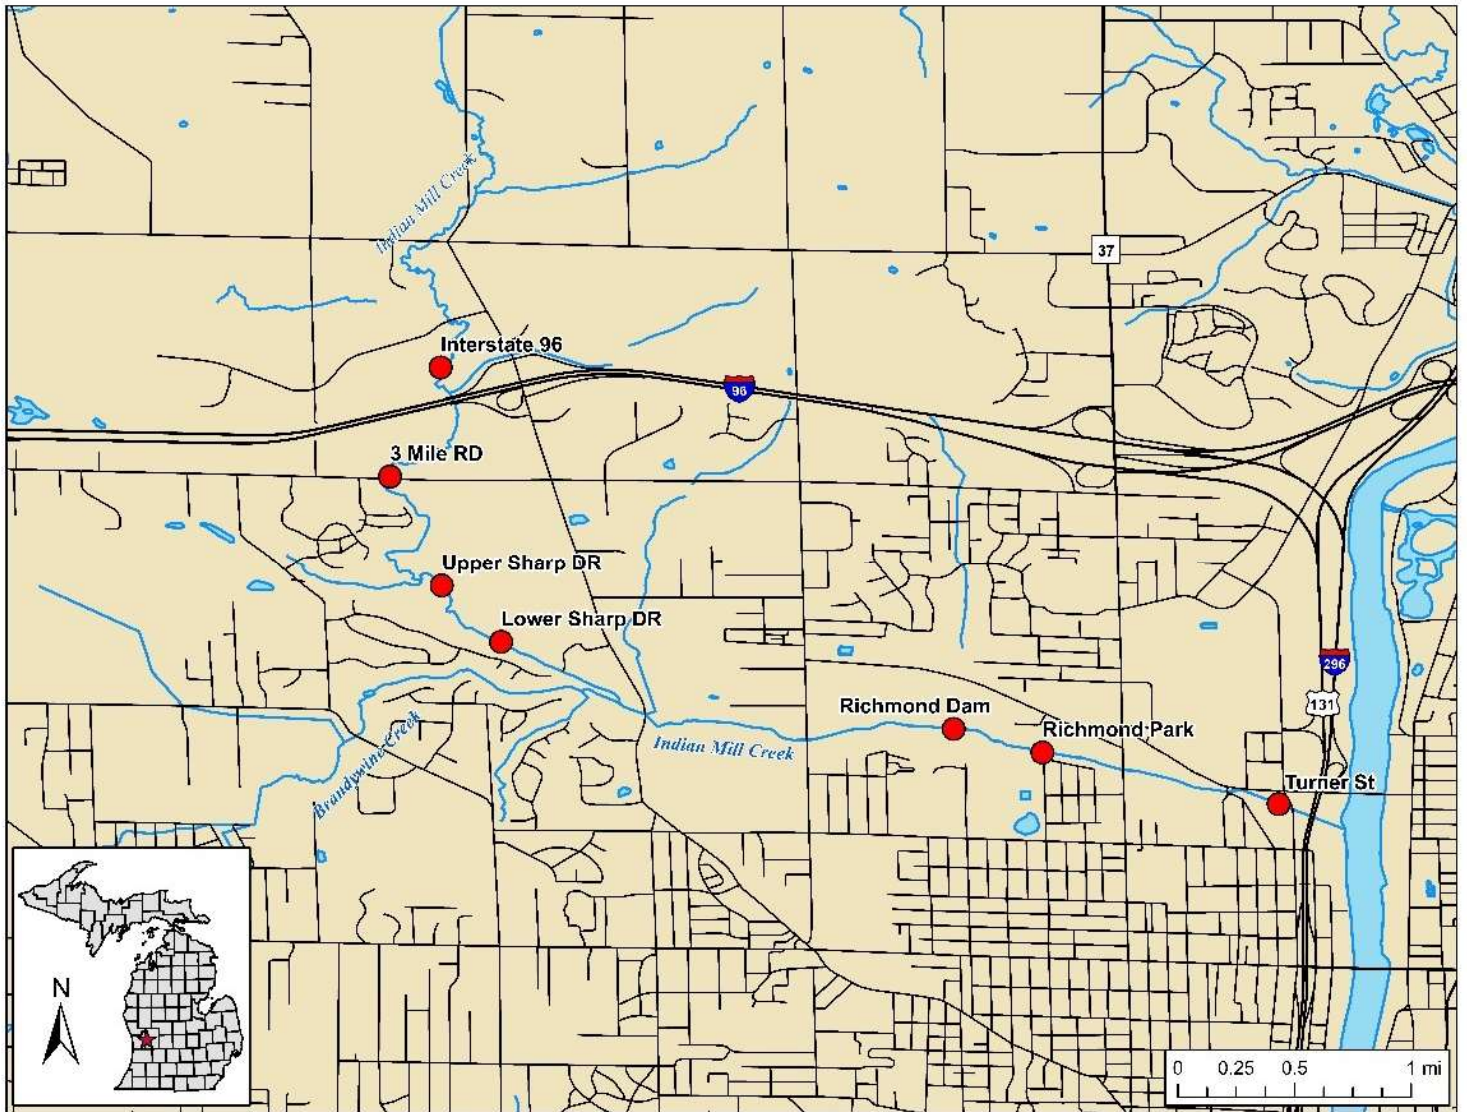 Indian Mill Creek
37
Interstate 96
96
3 Mile RD
Upper Sharp DR
Lower Sharp DR
296
131
Richmond Dam
Richmond Park
Indian Mill Creek
Brandywine Creek
Turner St
N
0 0.25 0.5 1 mi